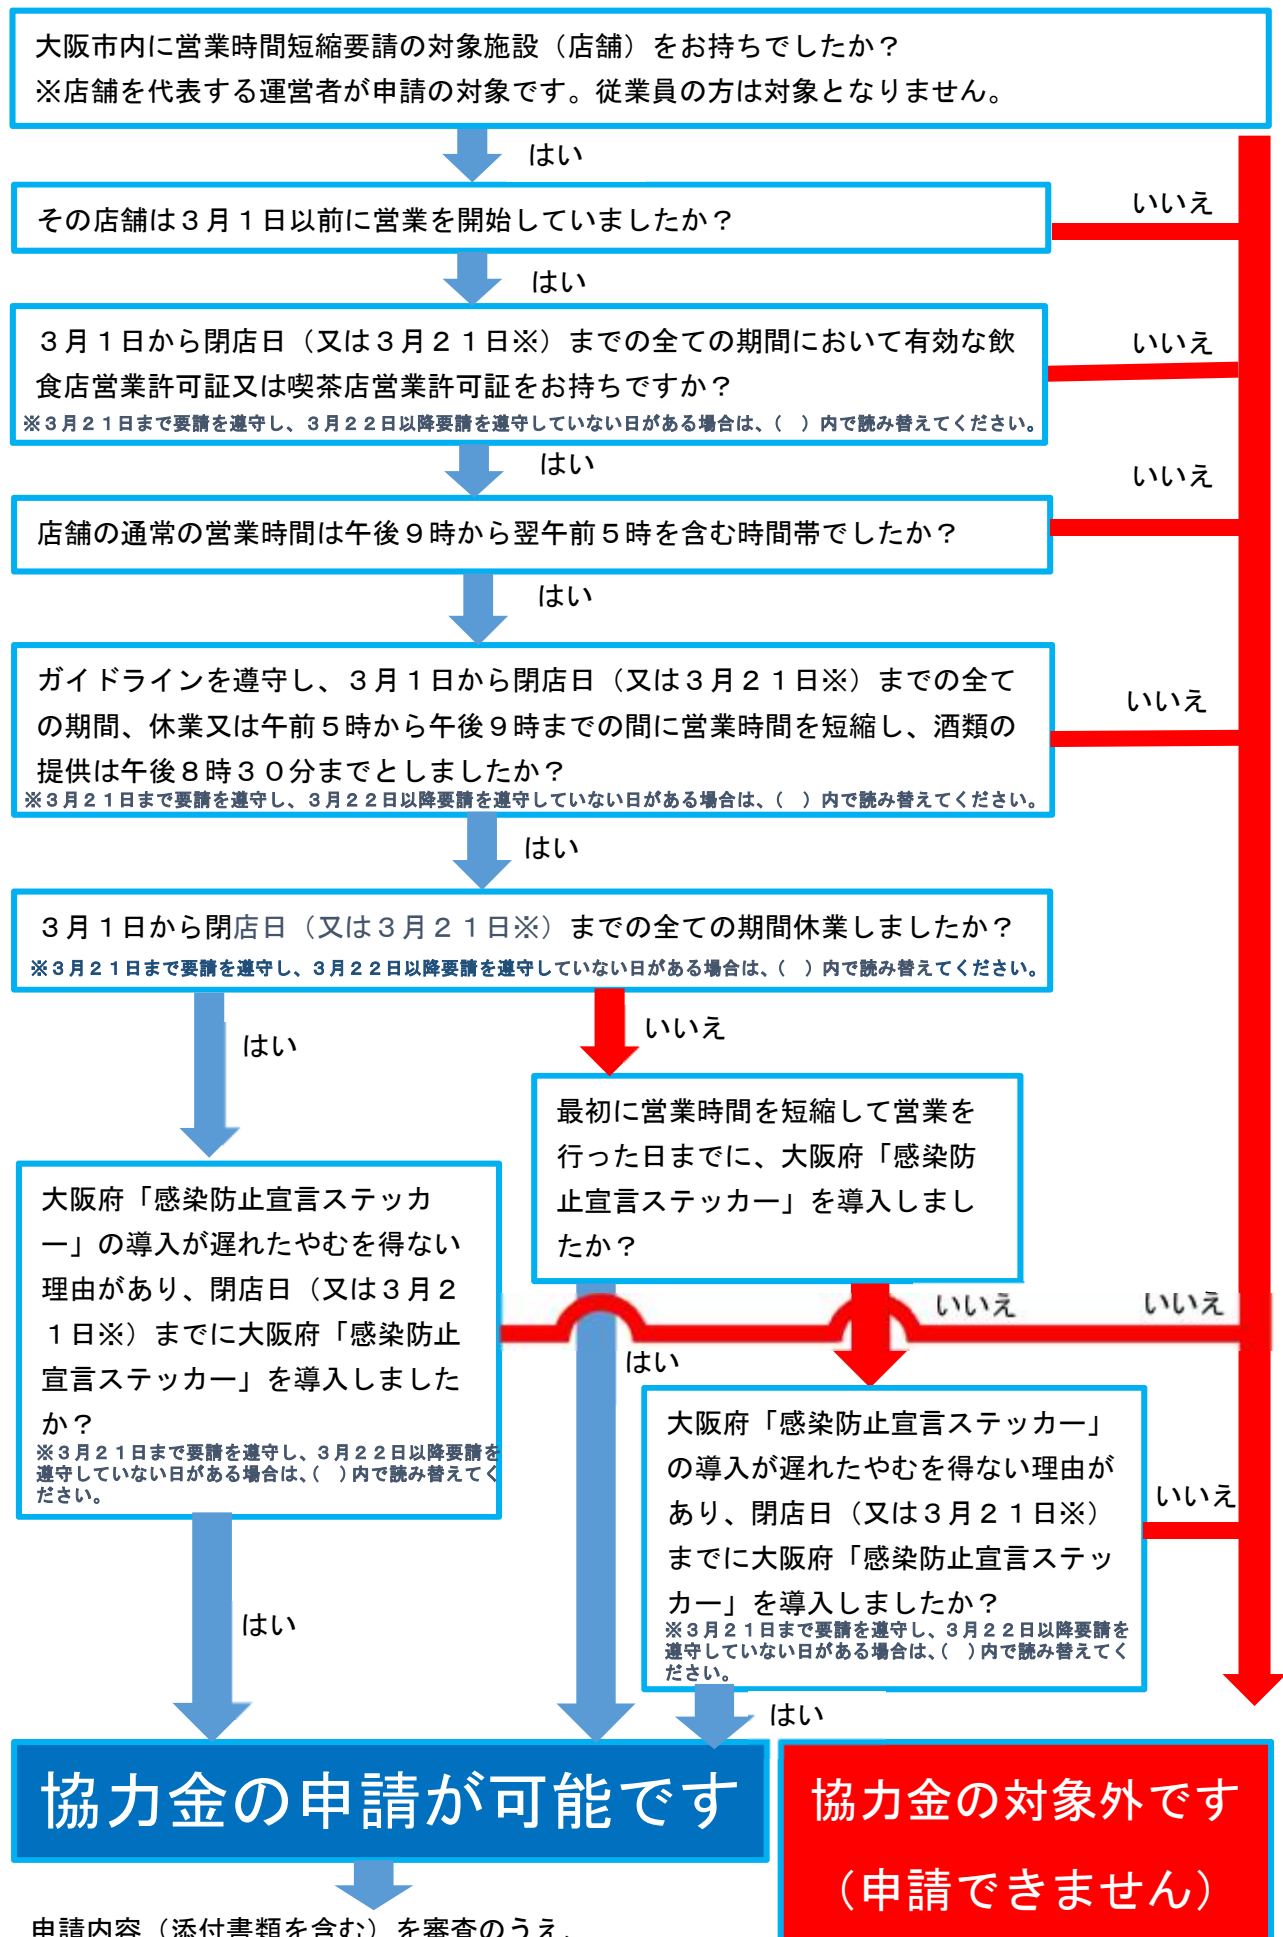 大阪市内に営業時間短縮要請の対象施設（店舗）をお持ちでしたか？
※店舗を代表する運営者が申請の対象です。従業員の方は対象となりません。
はい
いいえ
その店舗は３月１日以前に営業を開始していましたか？
はい
３月１日から閉店日（又は３月２１日※）までの全ての期間において有効な飲
食店営業許可証又は喫茶店営業許可証をお持ちですか？
※３月２１日まで要請を遵守し、３月２２日以降要請を遵守していない日がある場合は、（　）内で読み替えてください。
いいえ
はい
いいえ
店舗の通常の営業時間は午後９時から翌午前５時を含む時間帯でしたか？
はい
ガイドラインを遵守し、３月１日から閉店日（又は３月２１日※）までの全て
の期間、休業又は午前５時から午後９時までの間に営業時間を短縮し、酒類の
提供は午後８時３０分までとしましたか？
※３月２１日まで要請を遵守し、３月２２日以降要請を遵守していない日がある場合は、（　）内で読み替えてください。
いいえ
はい
３月１日から閉店日（又は３月２１日※）までの全ての期間休業しましたか？
※３月２１日まで要請を遵守し、３月２２日以降要請を遵守していない日がある場合は、（　）内で読み替えてください。
はい
いいえ
最初に営業時間を短縮して営業を
行った日までに、大阪府「感染防
止宣言ステッカー」を導入しまし
たか？
大阪府「感染防止宣言ステッカ
ー」の導入が遅れたやむを得ない
理由があり、閉店日（又は３月２
１日※）までに大阪府「感染防止
宣言ステッカー」を導入しました
か？
※３月２１日まで要請を遵守し、３月２２日以降要請を
遵守していない日がある場合は、（　）内で読み替えてく
ださい。
いいえ
いいえ
はい
大阪府「感染防止宣言ステッカー」
の導入が遅れたやむを得ない理由が
あり、閉店日（又は３月２１日※）
までに大阪府「感染防止宣言ステッ
カー」を導入しましたか？
※３月２１日まで要請を遵守し、３月２２日以降要請を
遵守していない日がある場合は、（　）内で読み替えてく
ださい。
いいえ
はい
はい
協力金の申請が可能です
協力金の対象外です
（申請できません）
申請内容（添付書類を含む）を審査のうえ、